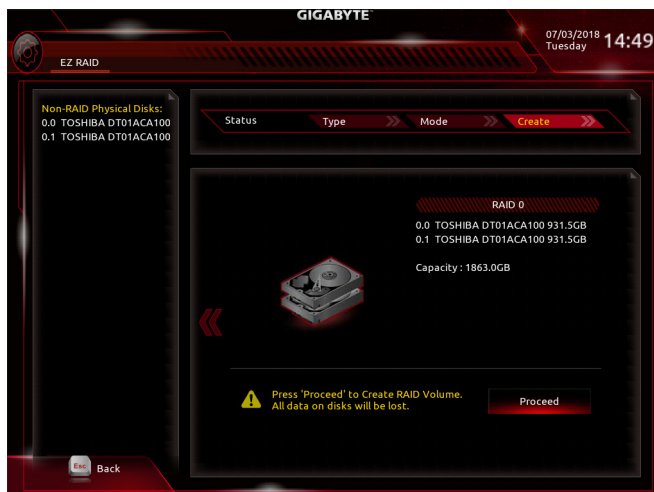 GIGABYTE™
07/03/2018 14:49
Tuesday
EZ RAID
Non-RAID Physical Disks:
0.0 TOSHIBA DT01ACA100
0.1 TOSHIBA DT01ACA100
Status Type Mode Create
RAID 0
0.0 TOSHIBA DT01ACA100 931.5GB
0.1 TOSHIBA DT01ACA100 931.5GB
Capacity : 1863.0GB
Press 'Proceed' to Create RAID Volume.
All data on disks will be lost.
Proceed
Esc Back